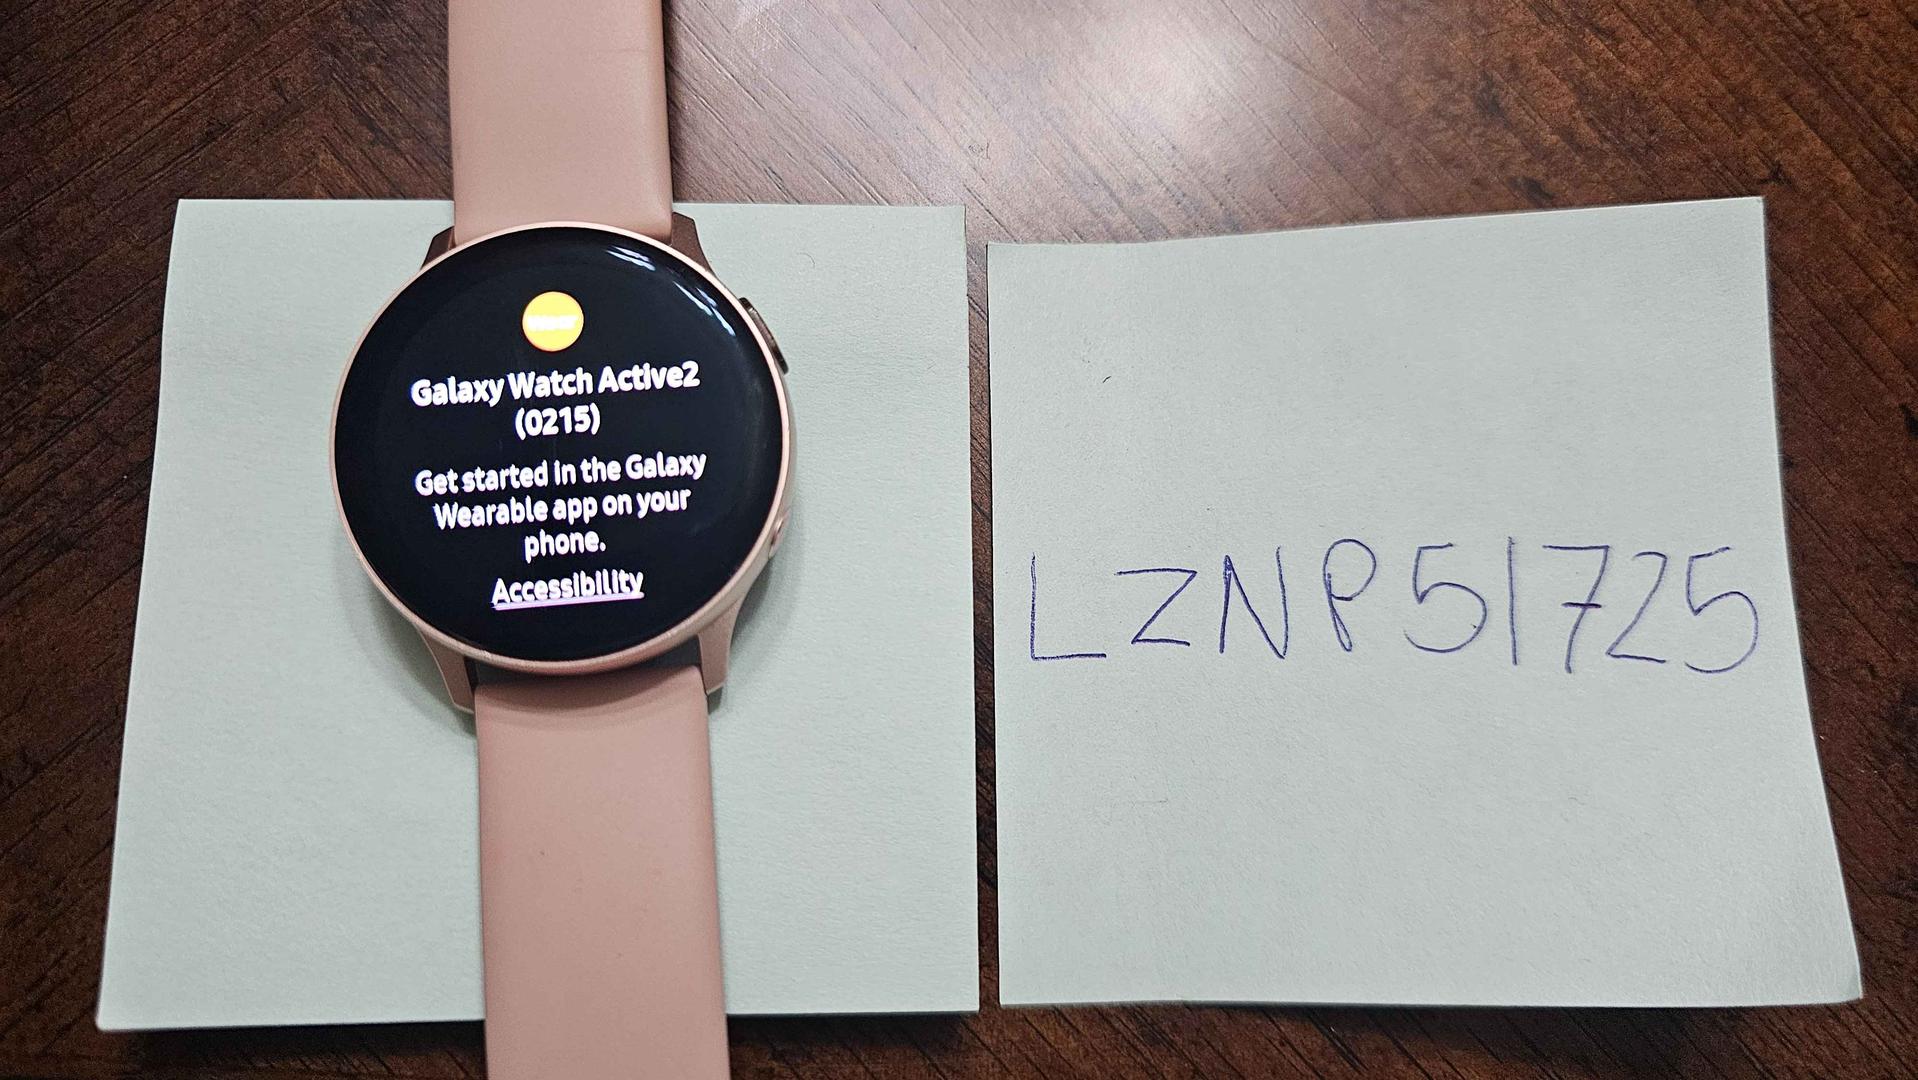 Galaxy Watch Active2
(0215)
Get started in the Galaxy
Wearable app on your
phone.
Accessibility
LZNP51725